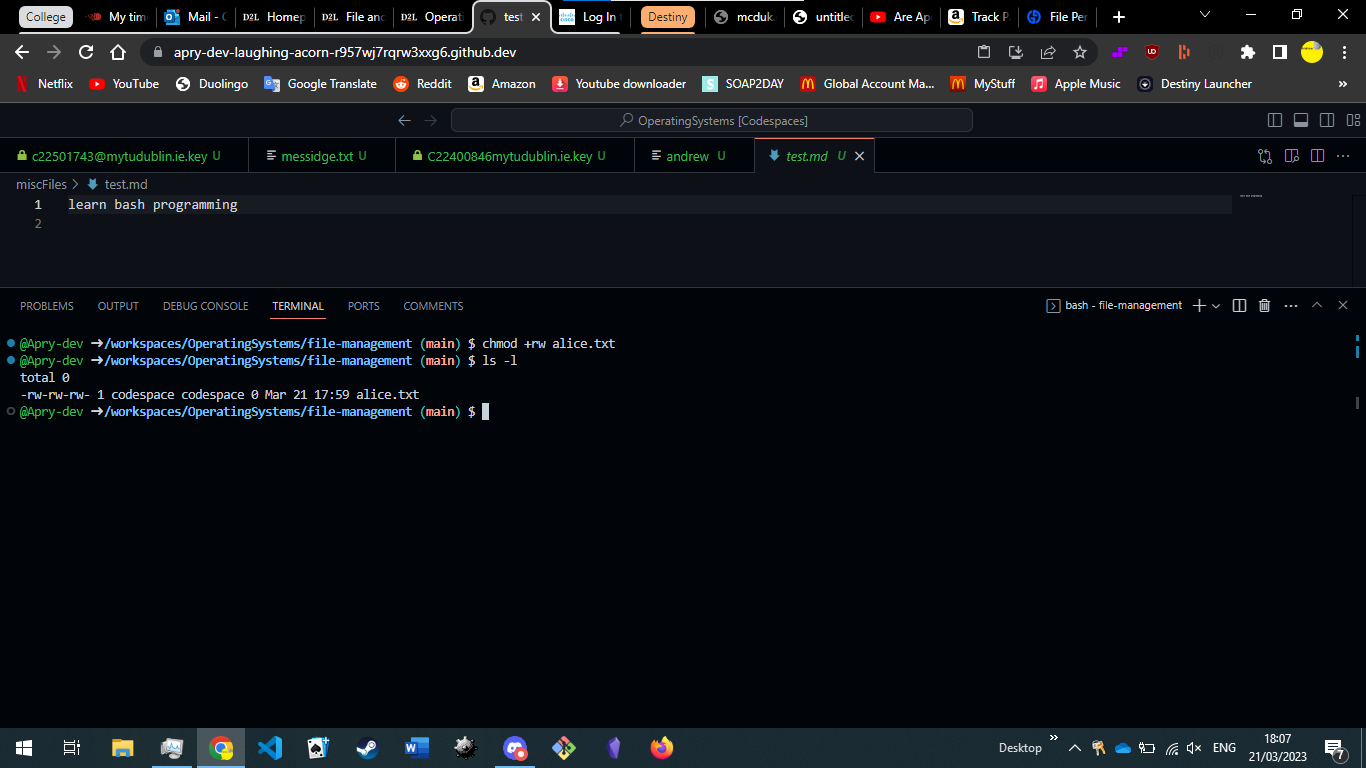 College
My tim
Mail - C
D2L Homep
D2L File anc
D2L Operati
test
Log In t
Destiny
mcduk.
untitlec
Are Ap
Track P
File Per
apry-dev-laughing-acorn-r957wj7rqrw3xxg6.github.dev
Netflix
YouTube
Duolingo
Google Translate
Reddit
Amazon
Youtube downloader
SOAP2DAY
Global Account Ma...
MyStuff
Apple Music
Destiny Launcher
»
OperatingSystems [Codespaces]
c22501743@mytudublin.ie.key U
messidge.txt U
C22400846mytudublin.ie.key U
andrew U
test.md U
miscFiles > test.md
1 learn bash programming
2
PROBLEMS OUTPUT DEBUG CONSOLE TERMINAL PORTS COMMENTS
bash - file-management
@Apry-dev ➜/workspaces/OperatingSystems/file-management (main) $ chmod +rw alice.txt
@Apry-dev ➜/workspaces/OperatingSystems/file-management (main) $ ls -l
total 0
-rw-rw-rw- 1 codespace codespace 0 Mar 21 17:59 alice.txt
@Apry-dev ➜/workspaces/OperatingSystems/file-management (main) $
Desktop »
ENG
18:07
21/03/2023
7